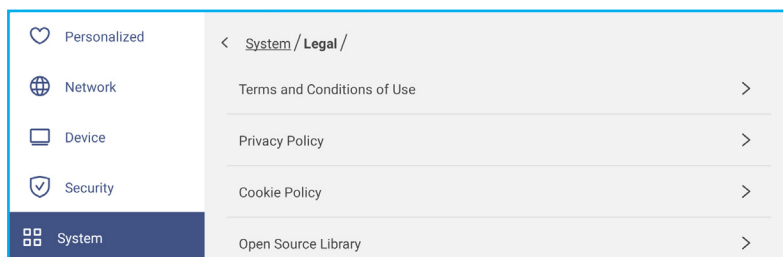 Personalized
Network
Device
Security
System
< System / Legal /
Terms and Conditions of Use
Privacy Policy
Cookie Policy
Open Source Library